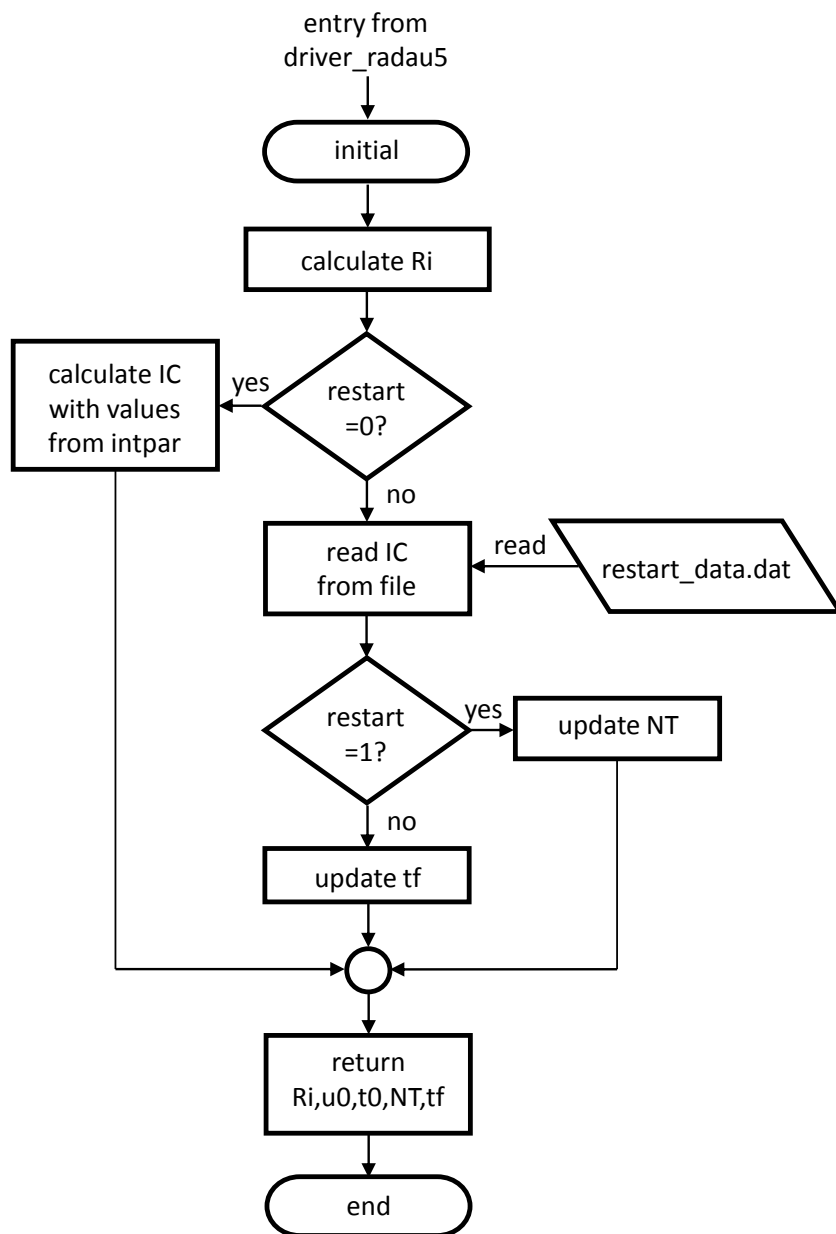 entry from
driver_radau5
initial
calculate Ri
calculate IC
with values
from intpar
yes
restart
=0?
no
read IC
from file
read
restart_data.dat
restart
=1?
yes
update NT
no
update tf
return
Ri,u0,t0,NT,tf
end